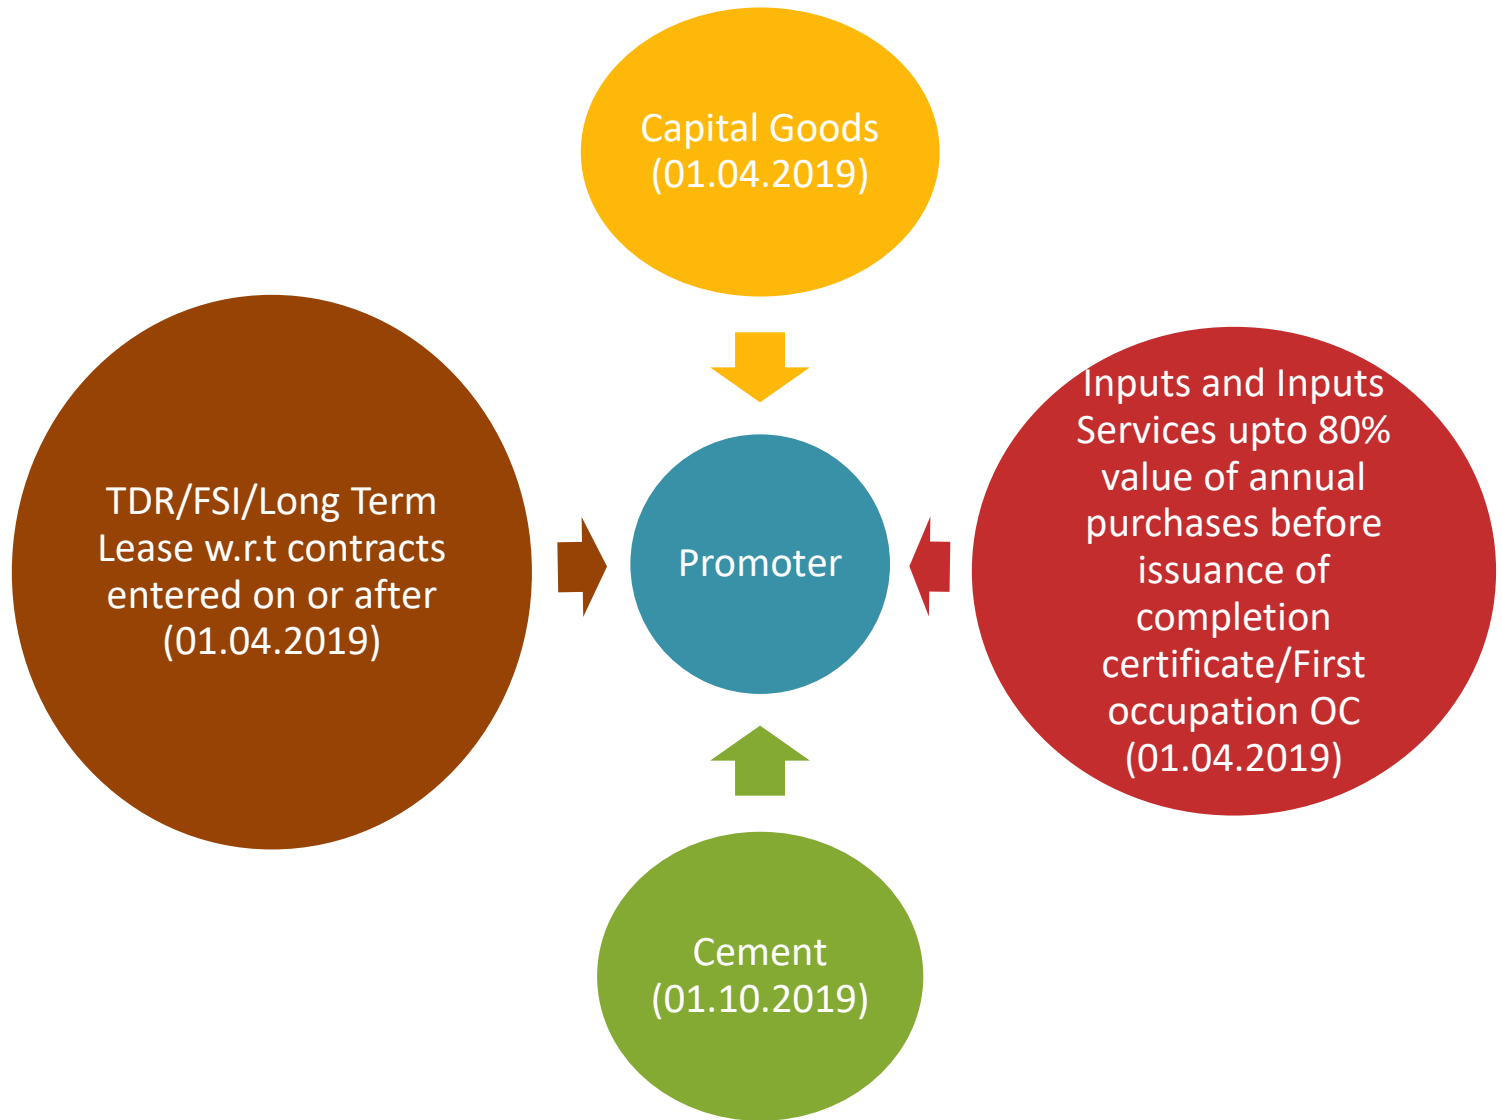 Capital Goods
(01.04.2019)
TDR/FSI/Long Term
Lease w.r.t contracts
entered on or after
(01.04.2019)
Promoter
Inputs and Inputs
Services upto 80%
value of annual
purchases before
issuance of
completion
certificate/First
occupation OC
(01.04.2019)
Cement
(01.10.2019)